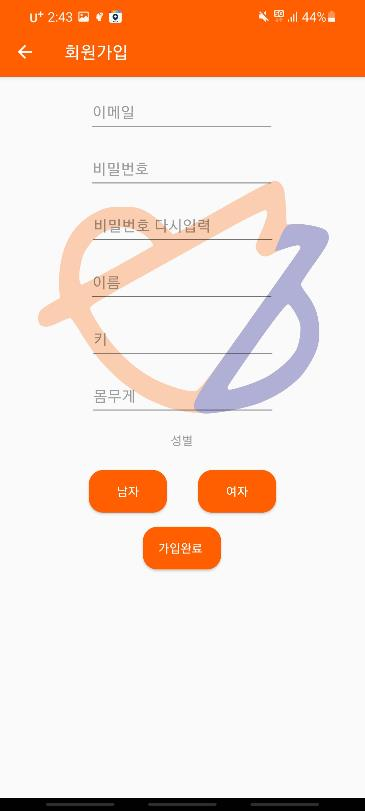 U+ 2:43 5G 44%
회원가입
이메일
비밀번호
비밀번호 다시입력
이름
키
몸무게
성별
남자 여자
가입완료